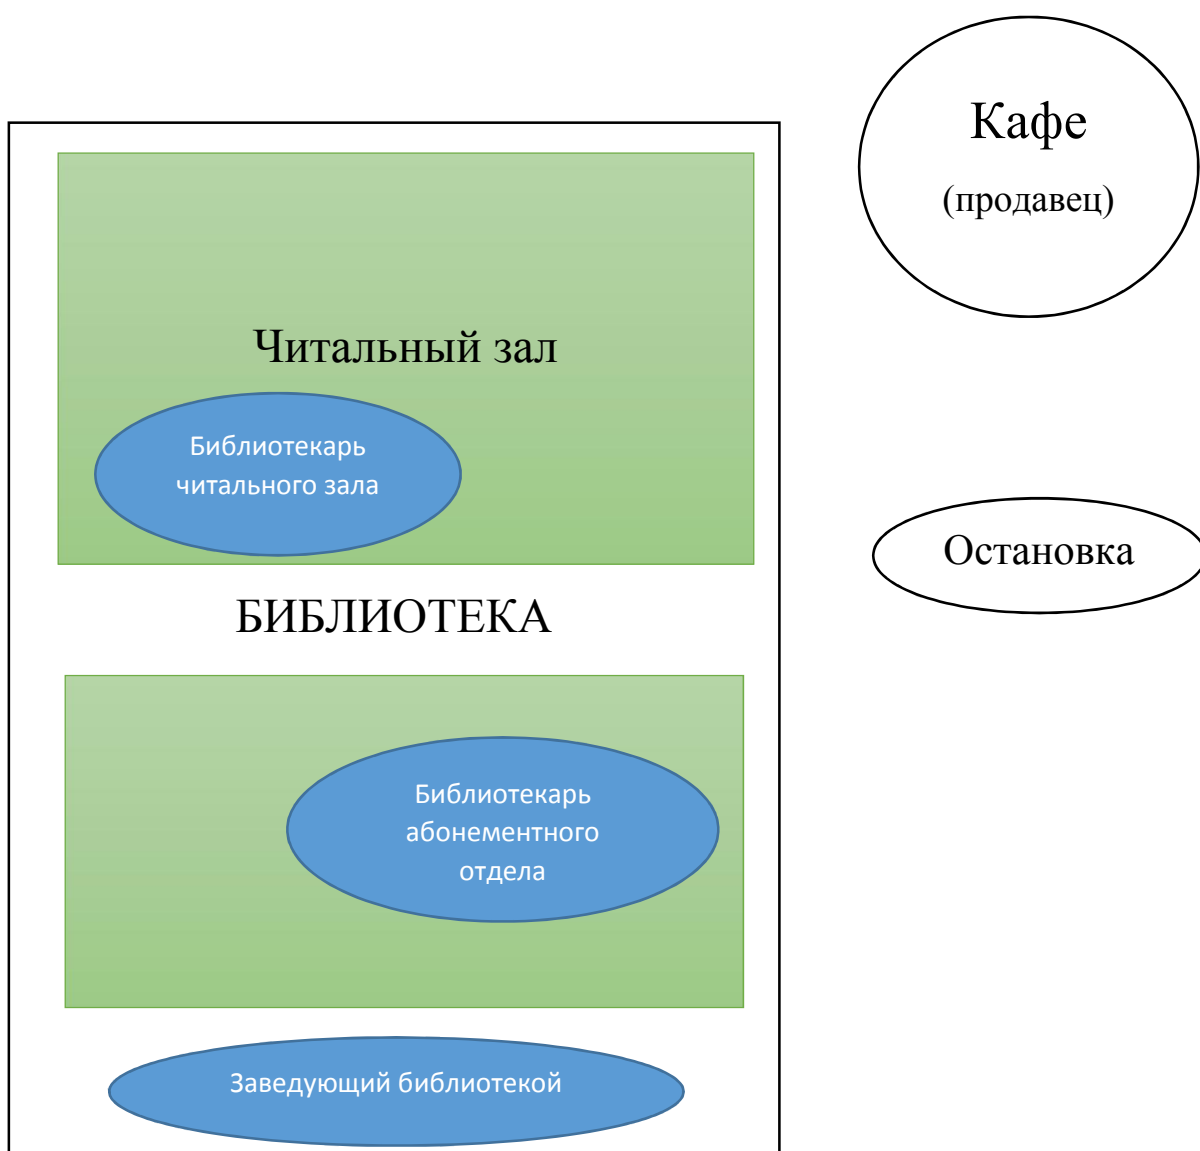 Кафе
(продавец)
Читальный зал
Библиотекарь
читального зала
Остановка
БИБЛИОТЕКА
Библиотекарь
абонементного
отдела
Заведующий библиотекой